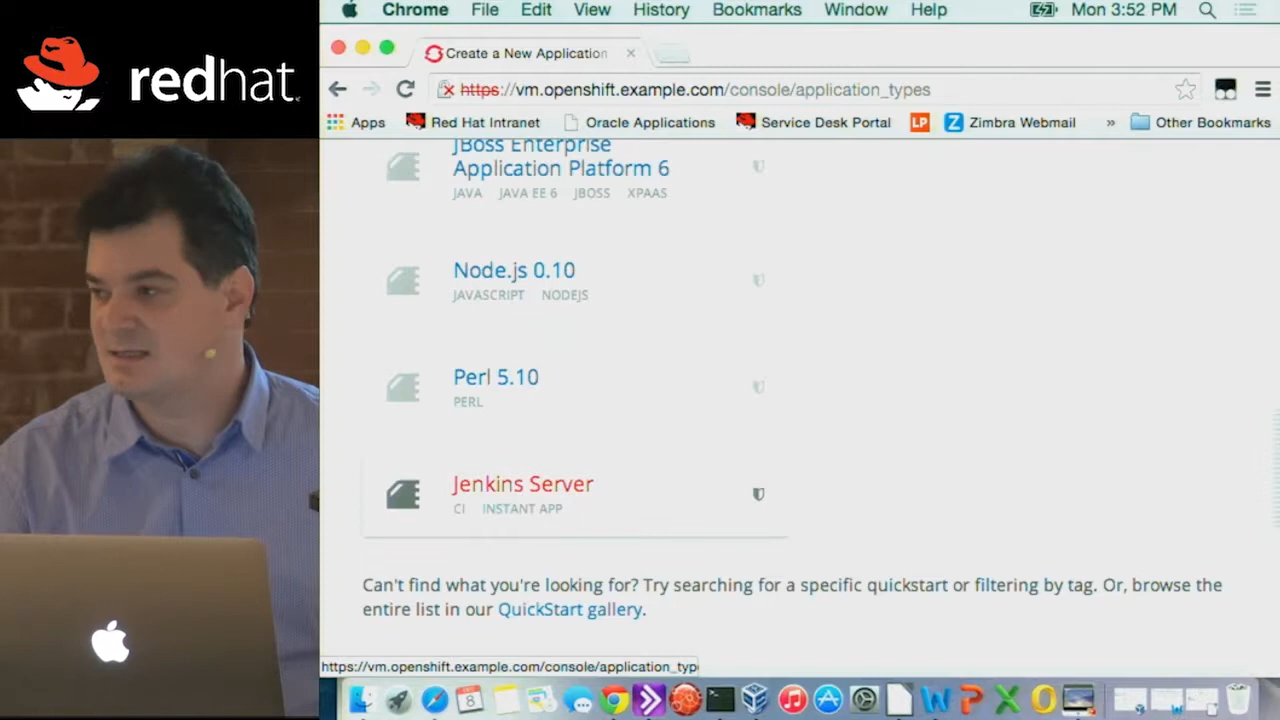 redhat.
Chrome File Edit View History Bookmarks Window Help Mon 3:52 PM
Create a New Application
https://vm.openshift.example.com/console/application_types
Apps Red Hat Intranet Oracle Applications Service Desk Portal LP Zimbra Webmail » Other Bookmarks
JBoss Enterprise
Application Platform 6
JAVA JAVA EE 6 JBOSS XPAAS
Node.js 0.10
JAVASCRIPT NODEJS
Perl 5.10
PERL
Jenkins Server
CI INSTANT APP
Can't find what you're looking for? Try searching for a specific quickstart or filtering by tag. Or, browse the
entire list in our QuickStart gallery.
https://vm.openshift.example.com/console/application_typ
8